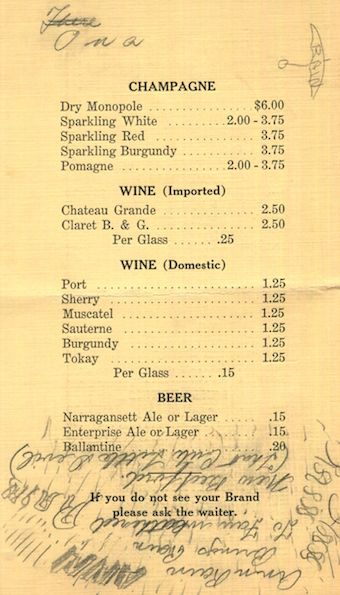 CHAMPAGNE
Dry Monopole ................ $6.00
Sparkling White .......... 2.00 - 3.75
Sparkling Red ................ 3.75
Sparkling Burgundy ........... 3.75
Pomagne .................. 2.00 - 3.75
WINE (Imported)
Chateau Grande ............... 2.50
Claret B. & G. ............... 2.50
Per Glass ....... .25
WINE (Domestic)
Port ......................... 1.25
Sherry ....................... 1.25
Muscatel ..................... 1.25
Sauterne ..................... 1.25
Burgundy ..................... 1.25
Tokay ........................ 1.25
Per Glass ....... .15
BEER
Narragansett Ale or Lager ..... .15
Enterprise Ale or Lager ....... .15
Ballantine .................... .20
New Bedford
If you do not see your Brand
please ask the waiter.